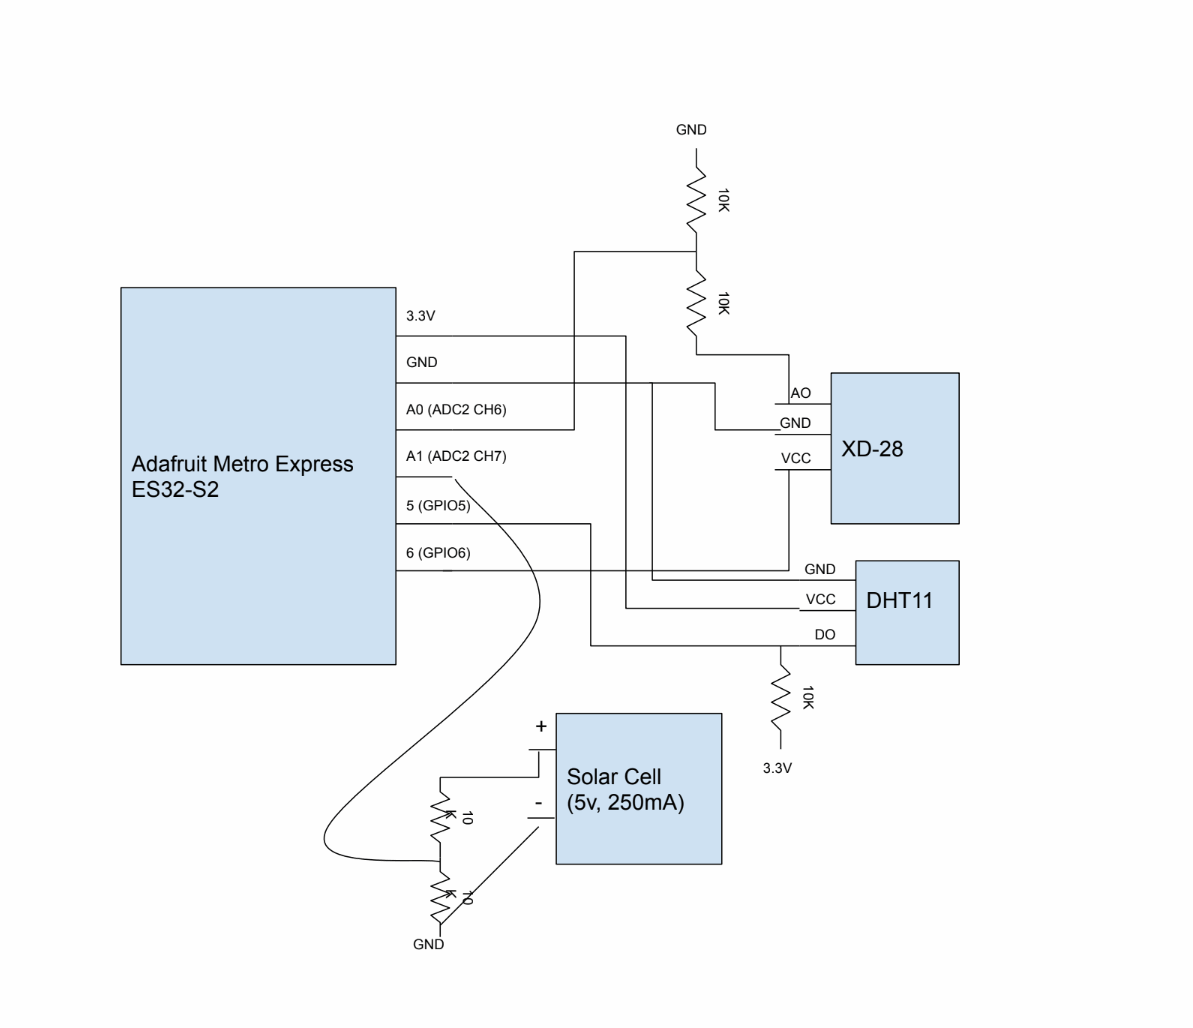 GND
10K
10K
3.3V
GND
A0 (ADC2 CH6)
A1 (ADC2 CH7)
5 (GPIO5)
6 (GPIO6)
Adafruit Metro Express
ES32-S2
AO
GND
VCC
XD-28
GND
VCC
DO
DHT11
10K
3.3V
+
-
Solar Cell
(5v, 250mA)
10
K
10
K
GND